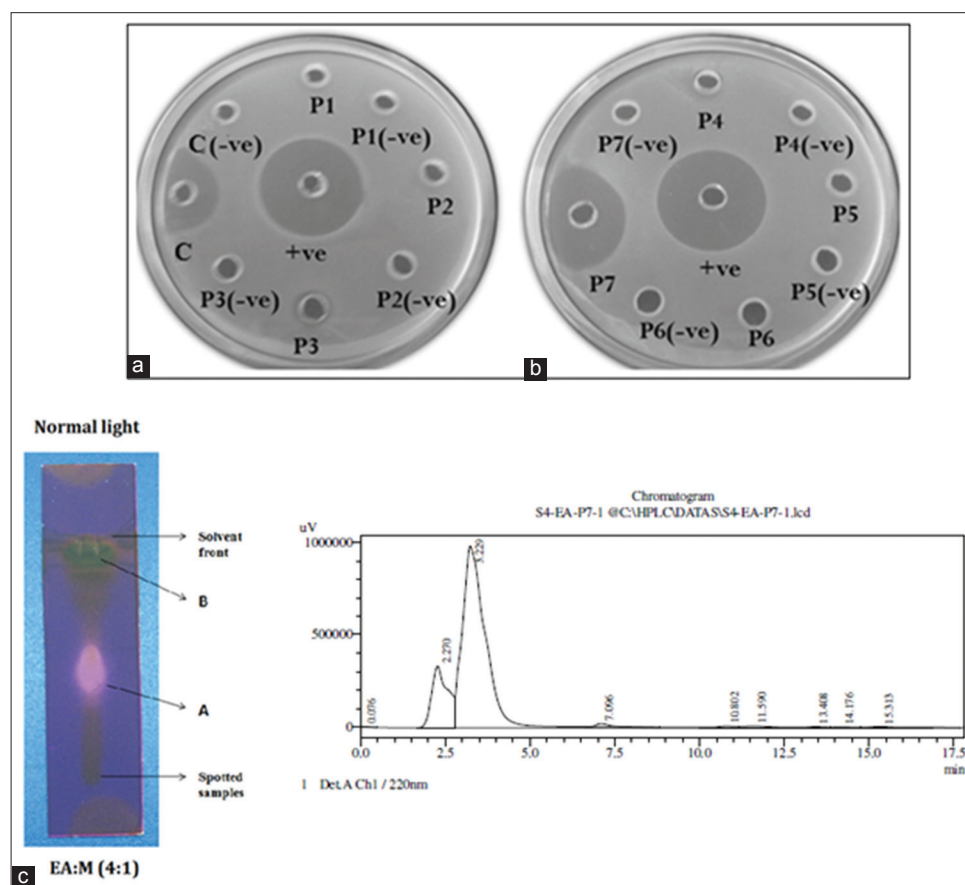 P1
P1(-ve)
C(-ve)
P2
C
+ve
P3(-ve)
P2(-ve)
P3
a
P4
P7(-ve)
P4(-ve)
P5
P7
+ve
P5(-ve)
P6(-ve)
P6
b
Normal light
Solvent
front
B
A
Spotted
samples
EA:M (4:1)
c
Chromatogram
S4-EA-P7-1 @C:\HPLC\DATAS\S4-EA-P7-1.lcd
uV
1000000
500000
0
0.036
2.270
3.229
7.096
10.802
11.590
13.408
14.176
15.313
0.0 2.5 5.0 7.5 10.0 12.5 15.0 17.5
min
1 Det.A Ch1 / 220nm